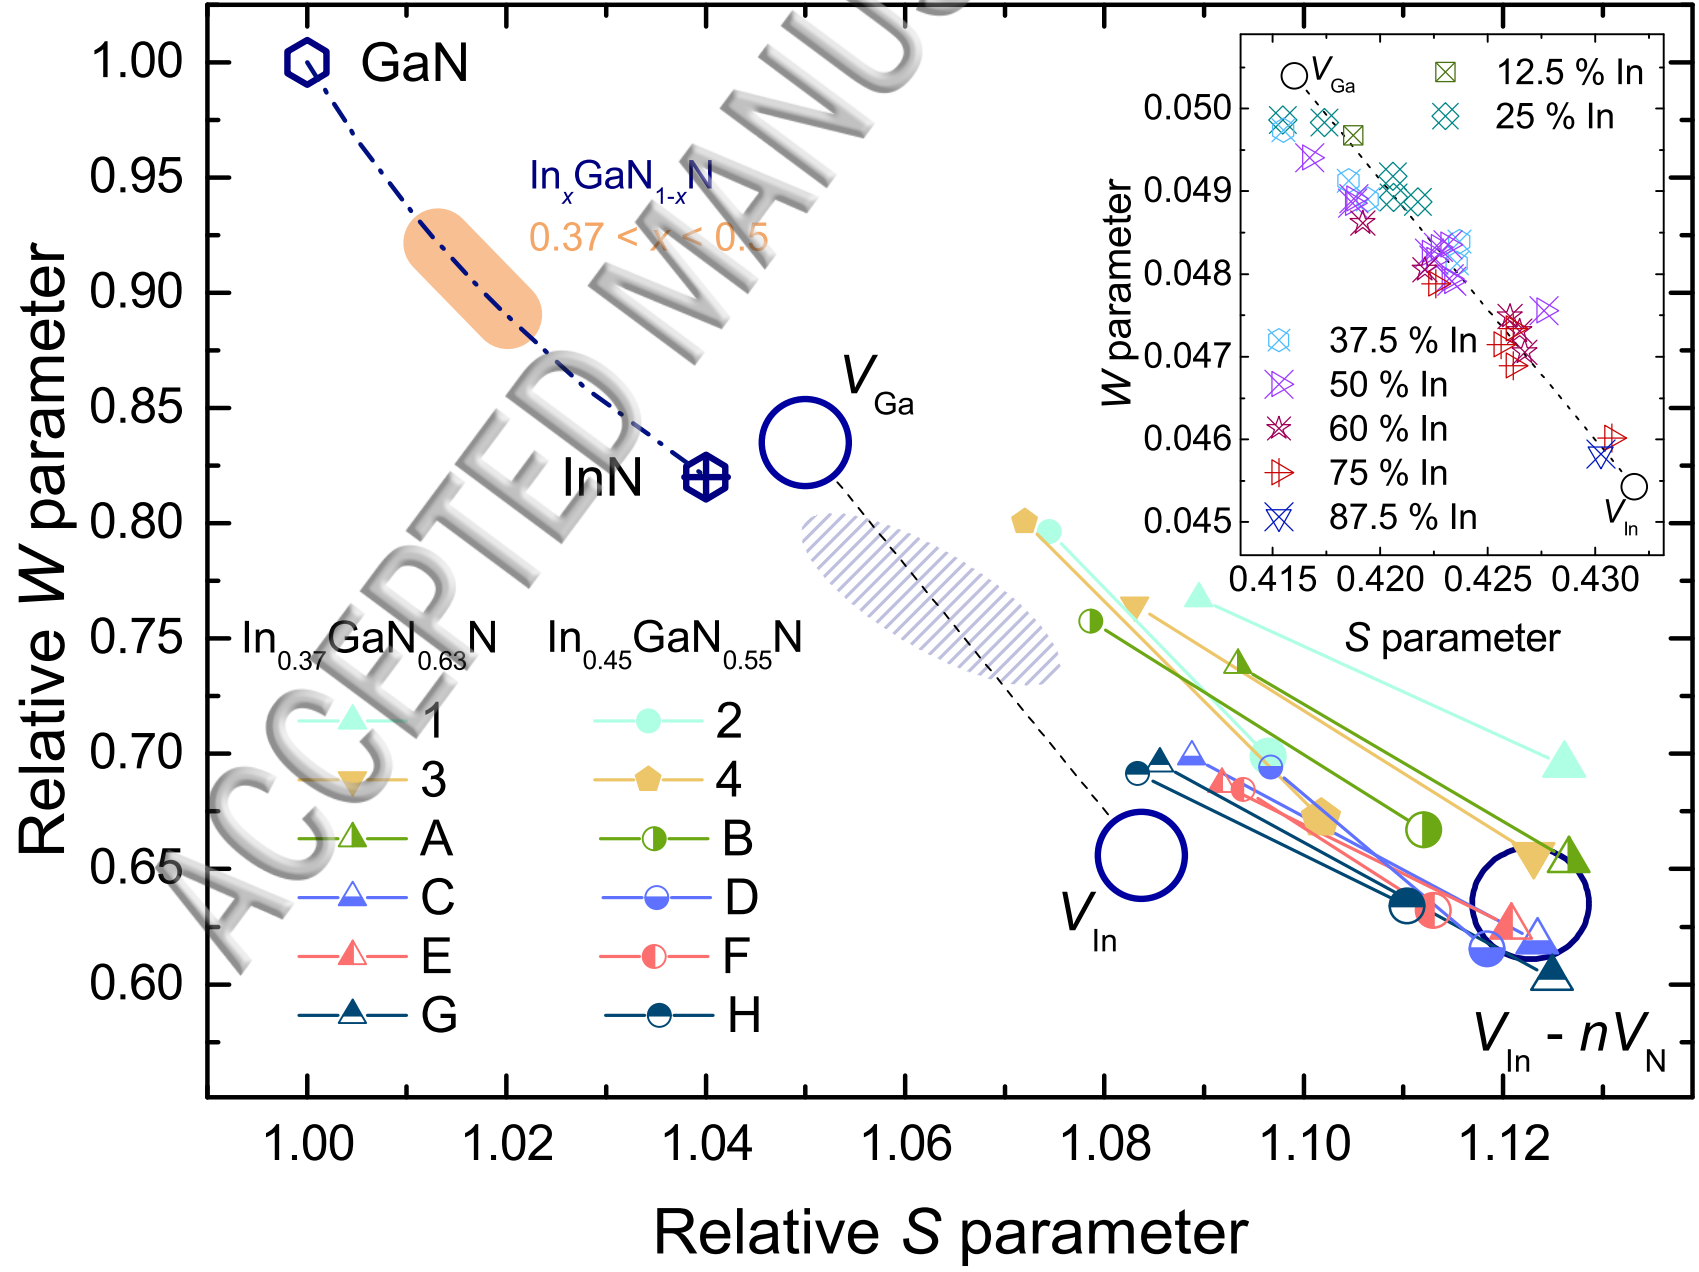 Relative W parameter
1.00
0.95
0.90
0.85
0.80
0.75
0.70
0.65
0.60
GaN
InxGaN1-xN
0.37 < x < 0.5
InN
VGa
VIn
VIn - nVN
In0.37GaN0.63N In0.45GaN0.55N
1 2
3 4
A B
C D
E F
G H
1.00 1.02 1.04 1.06 1.08 1.10 1.12
Relative S parameter
W parameter
0.050
0.049
0.048
0.047
0.046
0.045
VGa
12.5 % In
25 % In
37.5 % In
50 % In
60 % In
75 % In
87.5 % In
VIn
0.415 0.420 0.425 0.430
S parameter
ACCEPTED MANUS